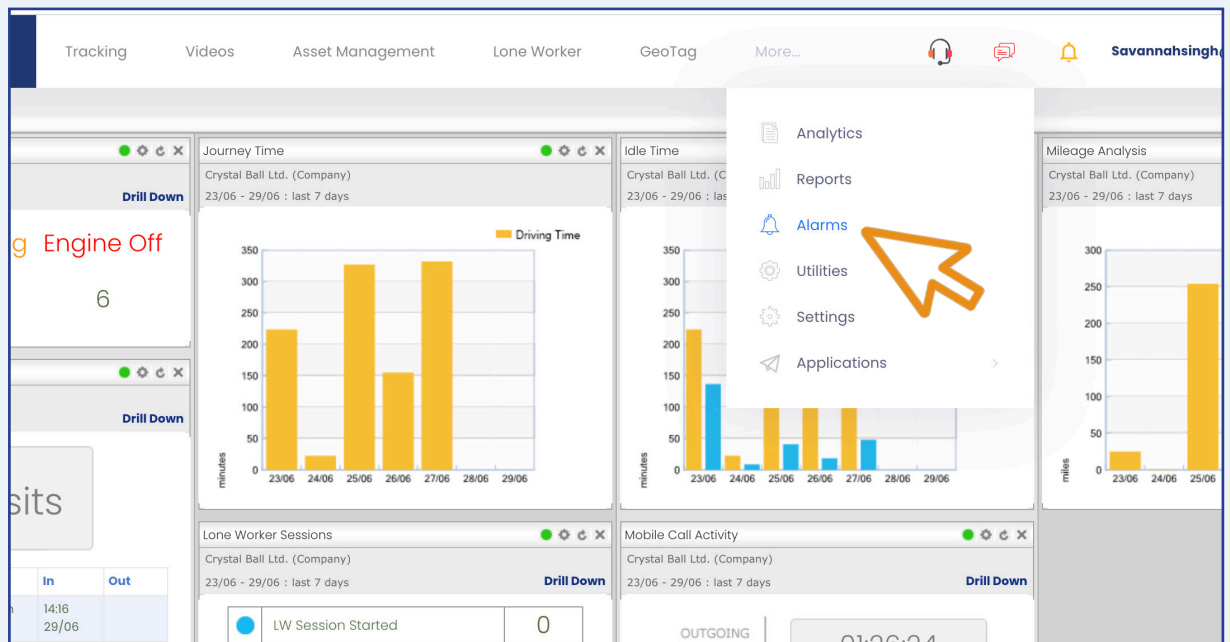 Tracking Videos Asset Management Lone Worker GeoTag More... Savannahsingh
Analytics
Reports
Alarms
Utilities
Settings
Applications
Drill Down
g Engine Off
6
Drill Down
sits
In Out
14:16
29/06
Journey Time
Crystal Ball Ltd. (Company)
23/06 - 29/06 : last 7 days
Driving Time
350
300
250
200
150
100
50
0
minutes
23/06 24/06 25/06 26/06 27/06 28/06 29/06
Idle Time
Crystal Ball Ltd. (C
23/06 - 29/06 : las
350
300
250
200
150
100
50
0
minutes
23/06 24/06 25/06 26/06 27/06 28/06 29/06
Mileage Analysis
Crystal Ball Ltd. (Company)
23/06 - 29/06 : last 7 days
300
250
200
150
100
50
0
miles
23/06 24/06 25/06
Lone Worker Sessions
Crystal Ball Ltd. (Company)
23/06 - 29/06 : last 7 days Drill Down
LW Session Started 0
Mobile Call Activity
Crystal Ball Ltd. (Company)
23/06 - 29/06 : last 7 days Drill Down
OUTGOING
01:26:24